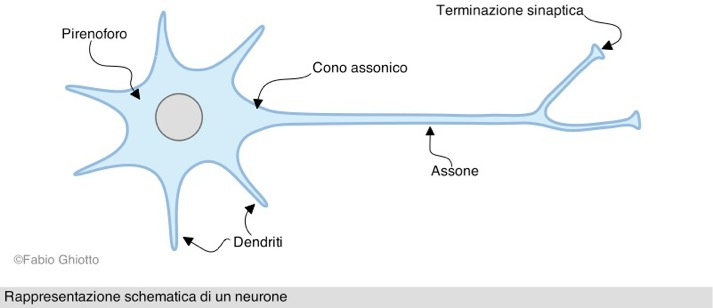 Terminazione sinaptica
Pirenoforo
Cono assonico
Assone
Dendriti
©Fabio Ghiotto
Rappresentazione schematica di un neurone